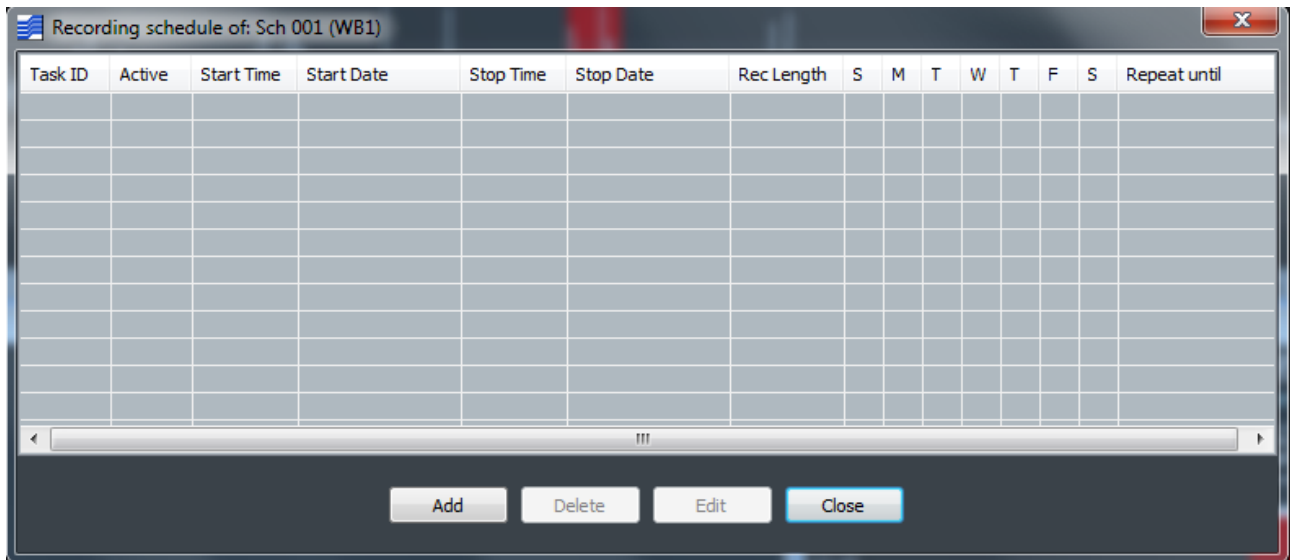 Recording schedule of: Sch 001 (WB1)
Task ID Active Start Time Start Date Stop Time Stop Date Rec Length S M T W T F S Repeat until
Add Delete Edit Close